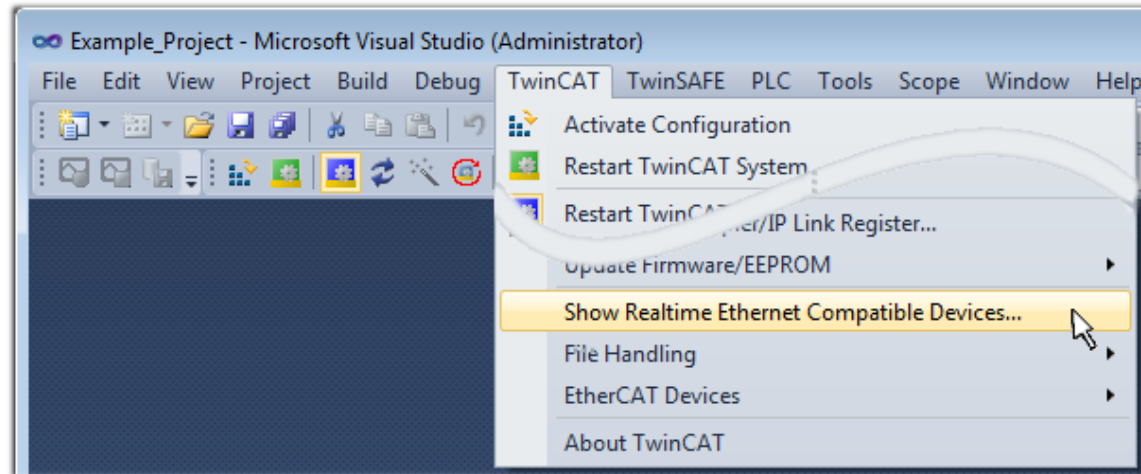 Example_Project - Microsoft Visual Studio (Administrator)
File Edit View Project Build Debug TwinCAT TwinSAFE PLC Tools Scope Window Help
Activate Configuration
Restart TwinCAT System
Restart
/IP Link Register...
Update Firmware/EEPROM
Show Realtime Ethernet Compatible Devices...
File Handling
EtherCAT Devices
About TwinCAT